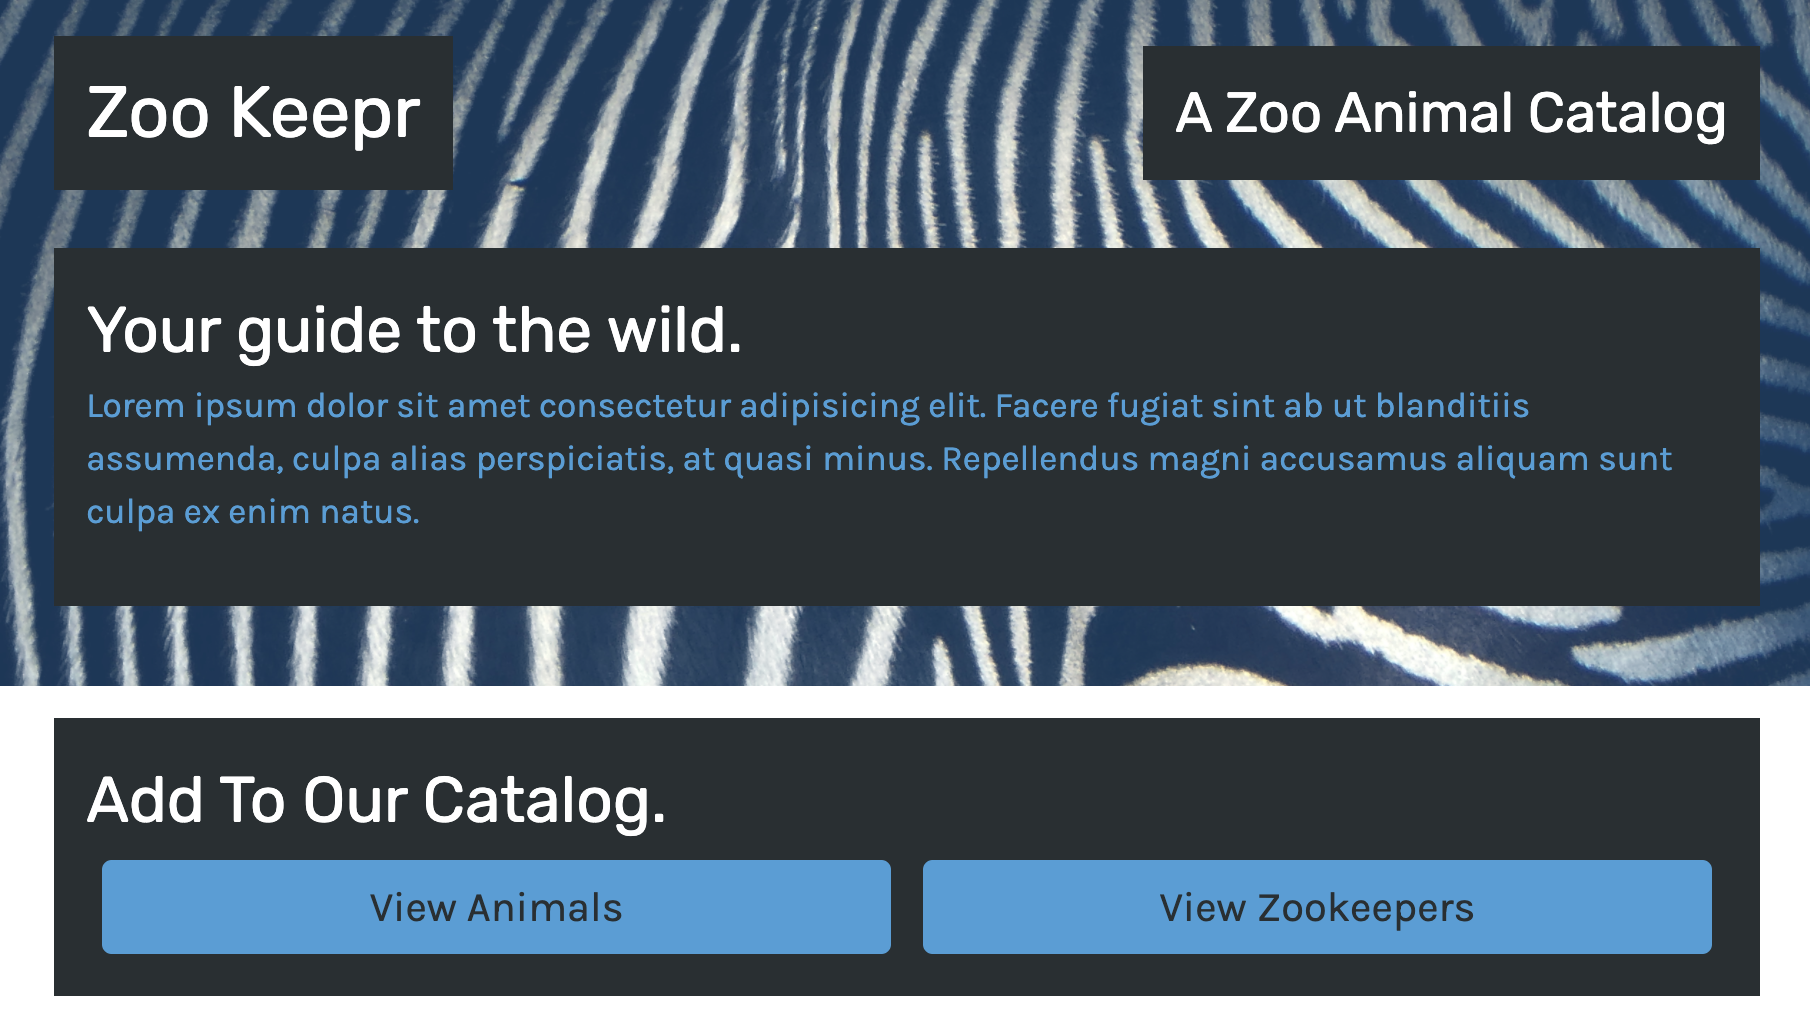 Zoo Keepr
A Zoo Animal Catalog
Your guide to the wild.
Lorem ipsum dolor sit amet consectetur adipisicing elit. Facere fugiat sint ab ut blanditiis
assumenda, culpa alias perspiciatis, at quasi minus. Repellendus magni accusamus aliquam sunt
culpa ex enim natus.
Add To Our Catalog.
View Animals
View Zookeepers